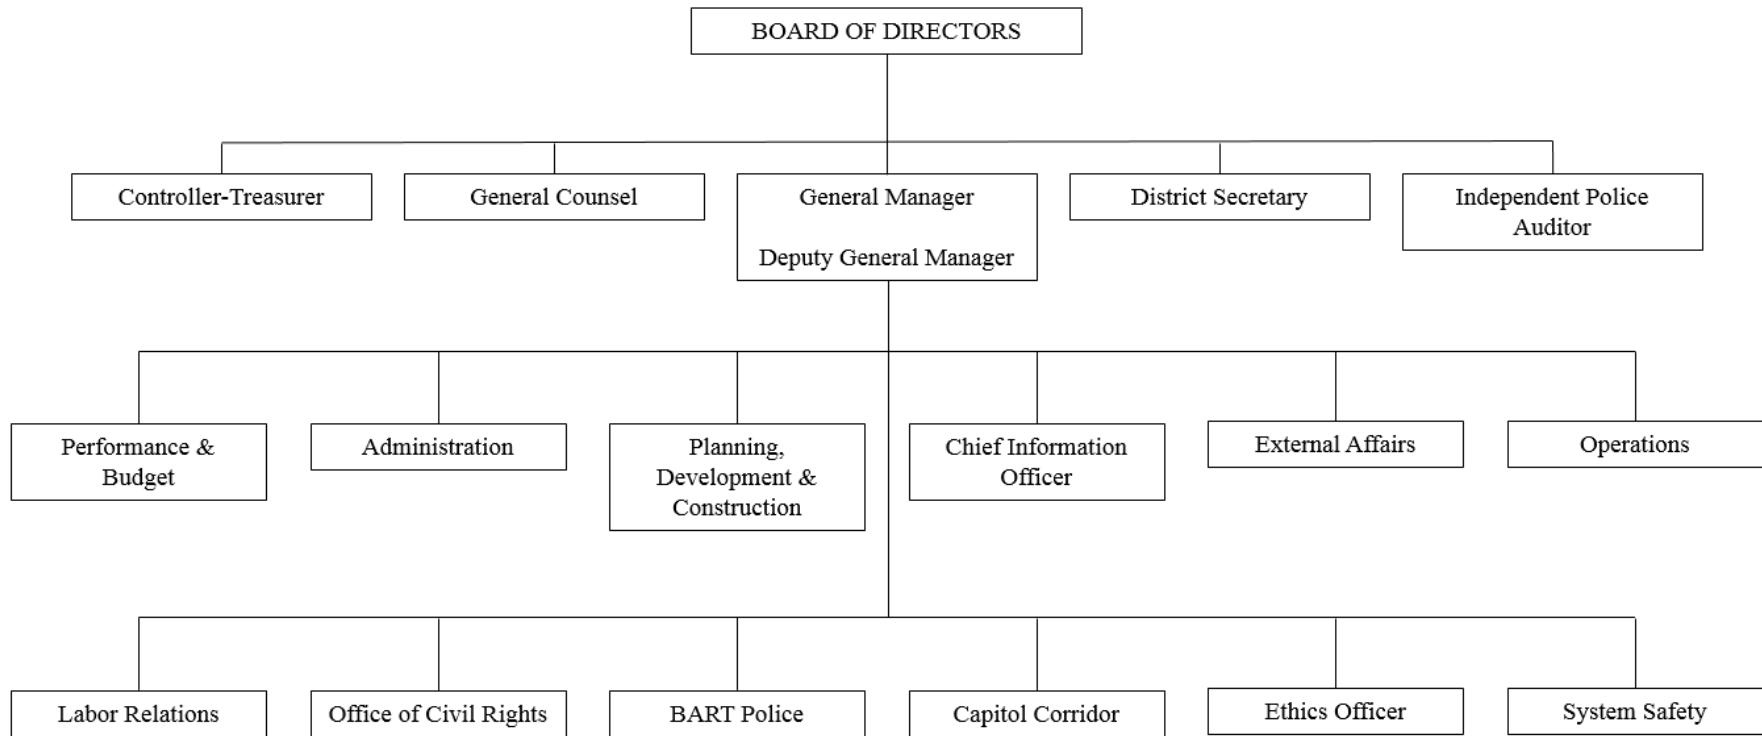 BOARD OF DIRECTORS
Controller-Treasurer
General Counsel
General Manager
Deputy General Manager
District Secretary
Independent Police
Auditor
Performance &
Budget
Administration
Planning,
Development &
Construction
Chief Information
Officer
External Affairs
Operations
Labor Relations
Office of Civil Rights
BART Police
Capitol Corridor
Ethics Officer
System Safety